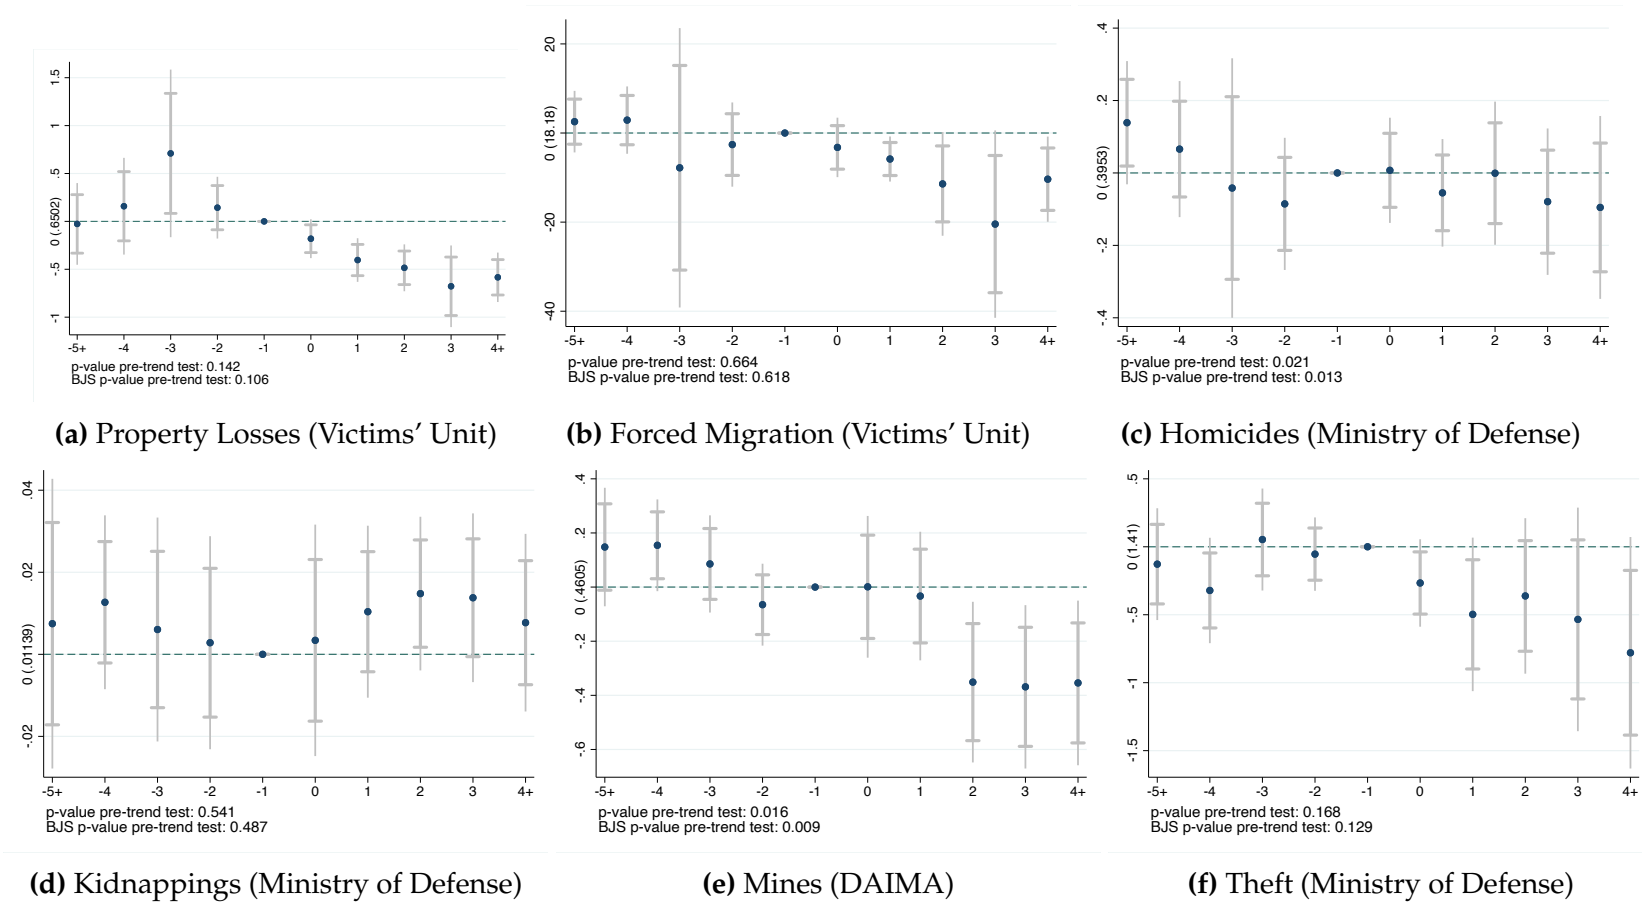 1.5
1
.5
0 (.6502)
-.5
-1
-5+ -4 -3 -2 -1 0 1 2 3 4+
p-value pre-trend test: 0.142
BJS p-value pre-trend test: 0.106
(a) Property Losses (Victims’ Unit)
20
0 (18.18)
-20
-40
-5+ -4 -3 -2 -1 0 1 2 3 4+
p-value pre-trend test: 0.664
BJS p-value pre-trend test: 0.618
(b) Forced Migration (Victims’ Unit)
.4
.2
0 (.3953)
-.2
-.4
-5+ -4 -3 -2 -1 0 1 2 3 4+
p-value pre-trend test: 0.021
BJS p-value pre-trend test: 0.013
(c) Homicides (Ministry of Defense)
.04
.02
0 (.01139)
-.02
-5+ -4 -3 -2 -1 0 1 2 3 4+
p-value pre-trend test: 0.541
BJS p-value pre-trend test: 0.487
(d) Kidnappings (Ministry of Defense)
.4
.2
0 (.4605)
-.2
-.4
-.6
-5+ -4 -3 -2 -1 0 1 2 3 4+
p-value pre-trend test: 0.016
BJS p-value pre-trend test: 0.009
(e) Mines (DAIMA)
.5
0 (1.41)
-.5
-1
-1.5
-5+ -4 -3 -2 -1 0 1 2 3 4+
p-value pre-trend test: 0.168
BJS p-value pre-trend test: 0.129
(f) Theft (Ministry of Defense)